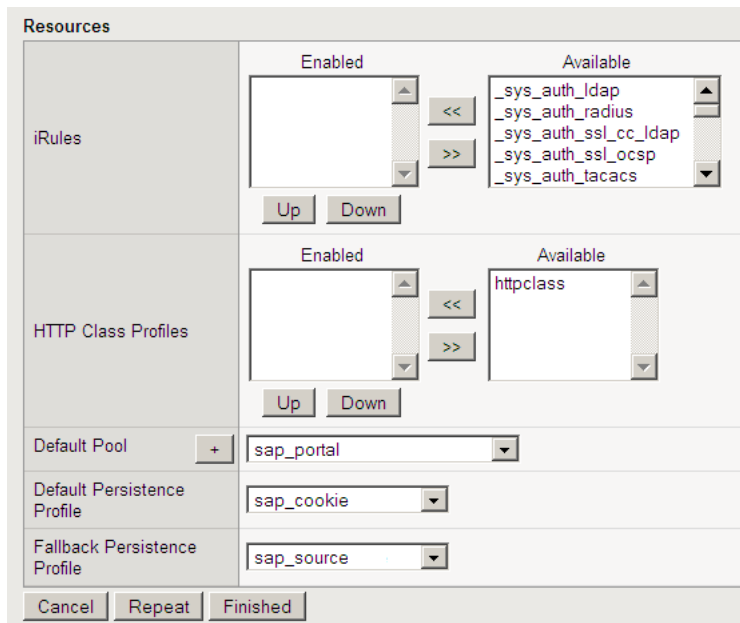 Resources
iRules
Enabled
Available
<<
>>
_sys_auth_ldap
_sys_auth_radius
_sys_auth_ssl_cc_ldap
_sys_auth_ssl_ocsp
_sys_auth_tacacs
Up Down
HTTP Class Profiles
Enabled
Available
<<
>>
httpclass
Up Down
Default Pool + sap_portal
Default Persistence
Profile
sap_cookie
Fallback Persistence
Profile
sap_source
Cancel Repeat Finished